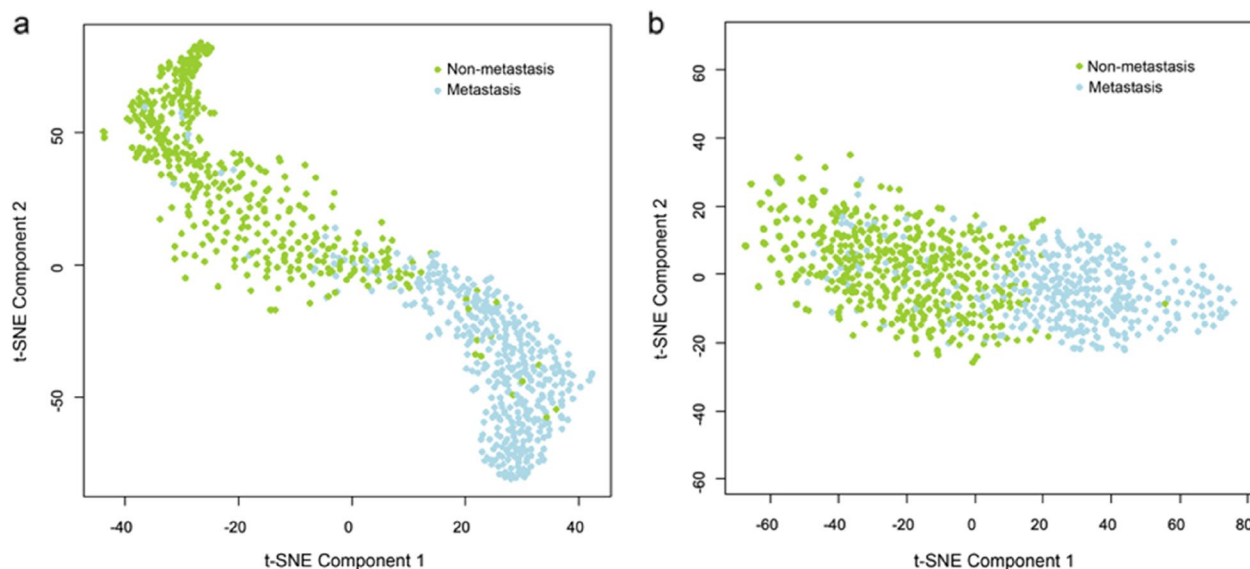 a
Non-metastasis
Metastasis
50
0
-50
t-SNE Component 2
-40 -20 0 20 40
t-SNE Component 1
b
Non-metastasis
Metastasis
60
40
20
0
-20
-40
-60
t-SNE Component 2
-60 -40 -20 0 20 40 60 80
t-SNE Component 1